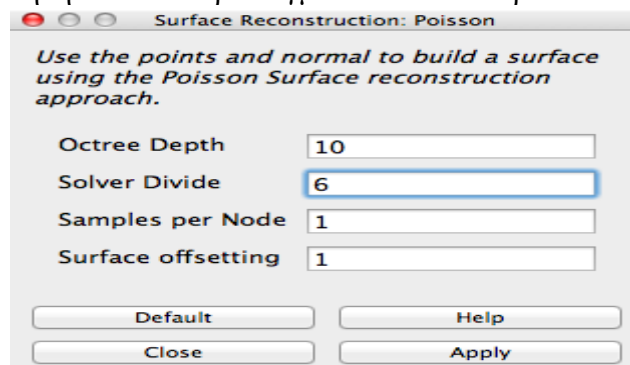 Surface Reconstruction: Poisson
Use the points and normal to build a surface
using the Poisson Surface reconstruction
approach.
Octree Depth 10
Solver Divide 6
Samples per Node 1
Surface offsetting 1
Default Help
Close Apply